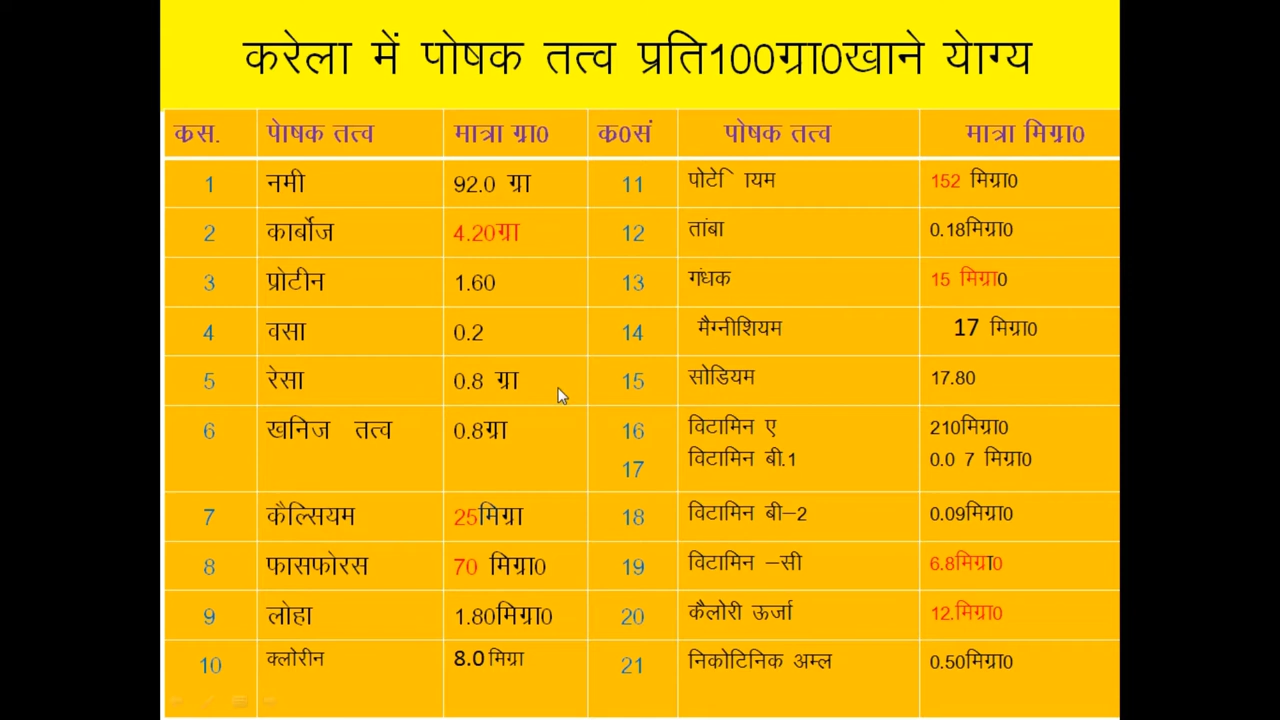 करेला में पोषक तत्व प्रति100ग्रा0खाने येाग्य
क्रस. पेाषक तत्व मात्रा ग्रा0 क्र0सं पोषक तत्व मात्रा मिग्रा0
1 नमी 92.0 ग्रा 11 पोटेिायम 152 मिग्रा0
2 कार्बोज 4.20ग्रा 12 तांबा 0.18मिग्रा0
3 प्रोटीन 1.60 13 गंधक 15 मिग्रा0
4 वसा 0.2 14 मैग्नीशियम 17 मिग्रा0
5 रेसा 0.8 ग्रा 15 सोडियम 17.80
6 खनिज तत्व 0.8ग्रा 16 विटामिन ए 210मिग्रा0
17 विटामिन बी.1 0.0 7 मिग्रा0
7 कैल्सियम 25मिग्रा 18 विटामिन बी–2 0.09मिग्रा0
8 फासफोरस 70 मिग्रा0 19 विटामिन –सी 6.8मिग्रा0
9 लोहा 1.80मिग्रा0 20 कैलोरी ऊर्जा 12.मिग्रा0
10 क्लोरीन 8.0 मिग्रा 21 निकोटिनिक अम्ल 0.50मिग्रा0